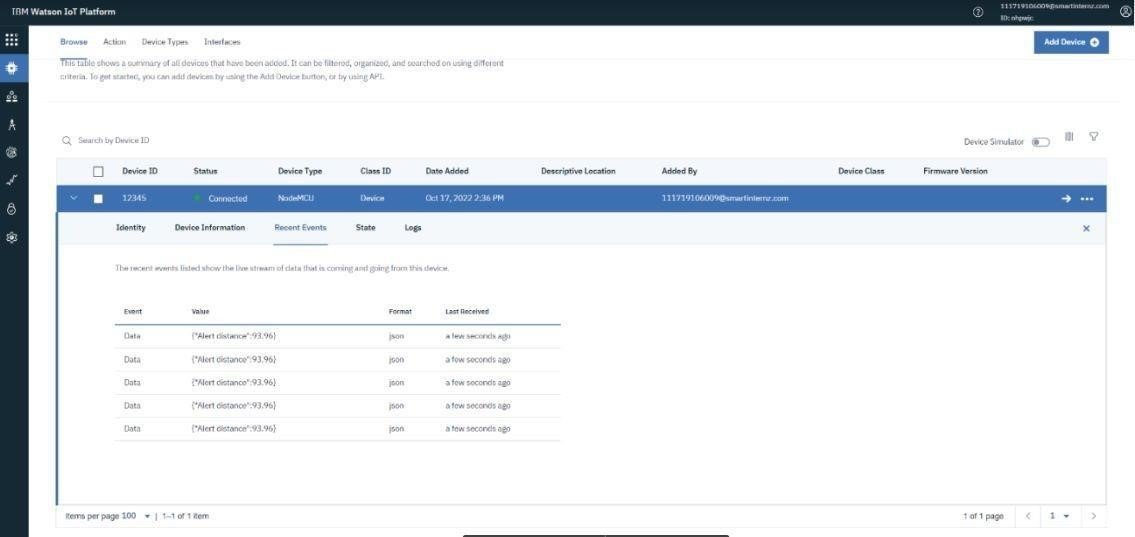 IBM Watson IoT Platform
111719106009@smartinternz.com
ID: nhpwjc
Browse Action Device Types Interfaces
Add Device
This table shows a summary of all devices that have been added. It can be filtered, organized, and searched on using different
criteria. To get started, you can add devices by using the Add Device button, or by using API.
Search by Device ID
Device Simulator
Device ID Status Device Type Class ID Date Added Descriptive Location Added By Device Class Firmware Version
12345 Connected NodeMCU Device Oct 17, 2022 2:36 PM 111719106009@smartinternz.com
Identity Device Information Recent Events State Logs
The recent events listed show the live stream of data that is coming and going from this device.
Event Value Format Last Received
Data {"Alert distance":93.96} json a few seconds ago
Data {"Alert distance":93.96} json a few seconds ago
Data {"Alert distance":93.96} json a few seconds ago
Data {"Alert distance":93.96} json a few seconds ago
Data {"Alert distance":93.96} json a few seconds ago
Items per page 100 | 1–1 of 1 item
1 of 1 page 1